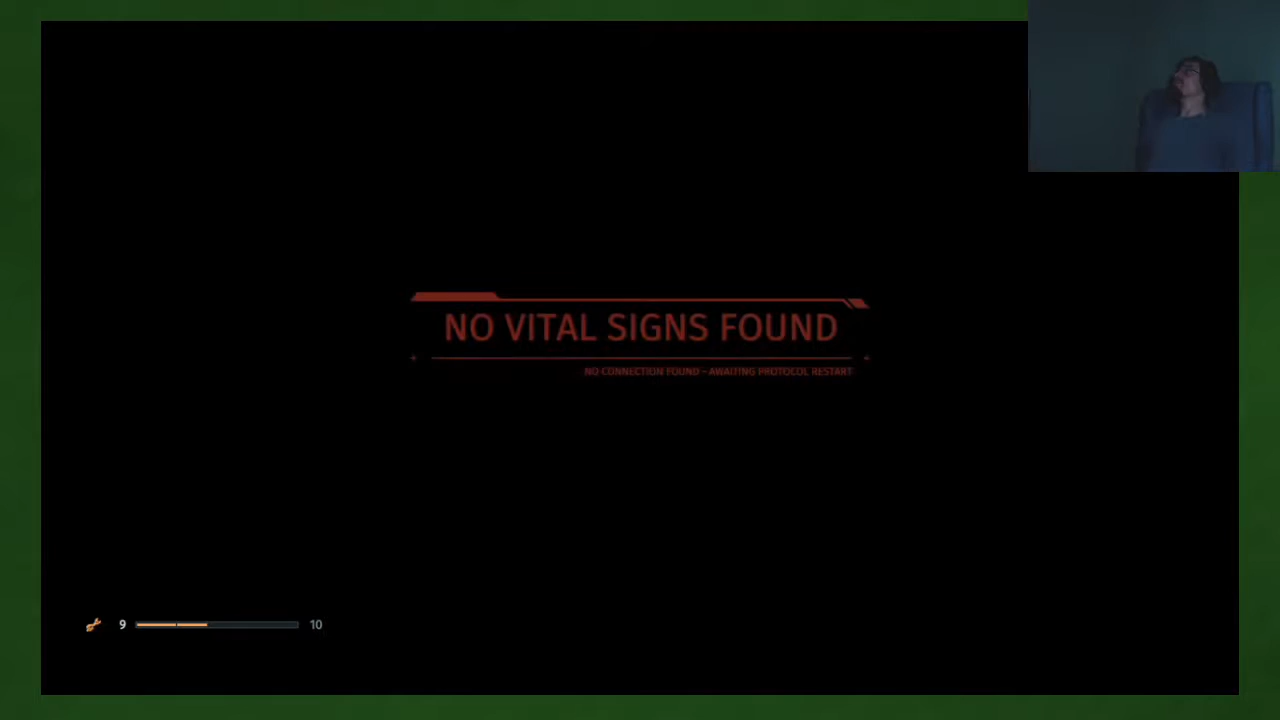 NO VITAL SIGNS FOUND
NO CONNECTION FOUND - AWAITING PROTOCOL RESTART
9 10